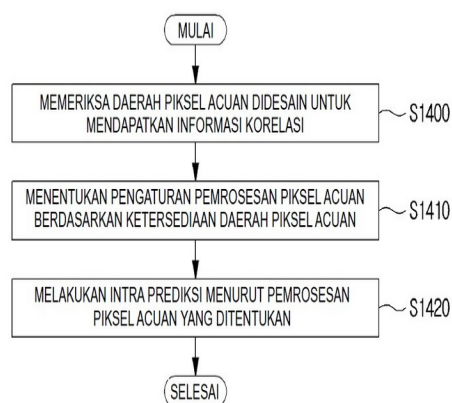 MULAI
MEMERIKSA DAERAH PIKSEL ACUAN DIDESAIN UNTUK
MENDAPATKAN INFORMASI KORELASI
S1400
MENENTUKAN PENGATURAN PEMROSESAN PIKSEL ACUAN
BERDASARKAN KETERSEDIAAN DAERAH PIKSEL ACUAN
S1410
MELAKUKAN INTRA PREDIKSI MENURUT PEMROSESAN
PIKSEL ACUAN YANG DITENTUKAN
S1420
SELESAI